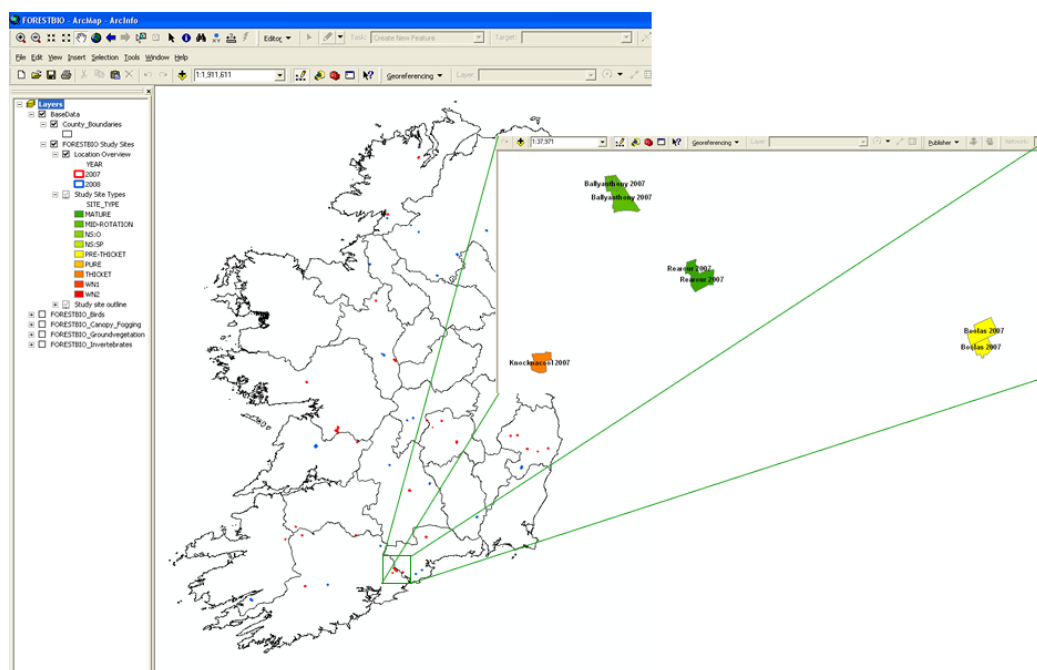 FORESTBIO - ArcMap - ArcInfo
Editor Task: Create New Feature Target:
File Edit View Insert Selection Tools Window Help
1:1,911,611 Georeferencing Layer:
Layers
BaseData
County_Boundaries
FORESTBIO Study Sites
Location Overview
YEAR
2007
2008
Study Site Types
SITE_TYPE
MATURE
MID-ROTATION
NS:O
NS:SP
PRE-THICKET
PURE
THICKET
WN1
WN2
Study site outline
FORESTBIO_Birds
FORESTBIO_Canopy_Fogging
FORESTBIO_Groundvegetation
FORESTBIO_Invertebrates
1:37,971 Georeferencing Layer: Publisher Network:
Ballyanthony 2007
Ballyanthony 2007
Rearour 2007
Rearour 2007
Boolas 2007
Boolas 2007
2007